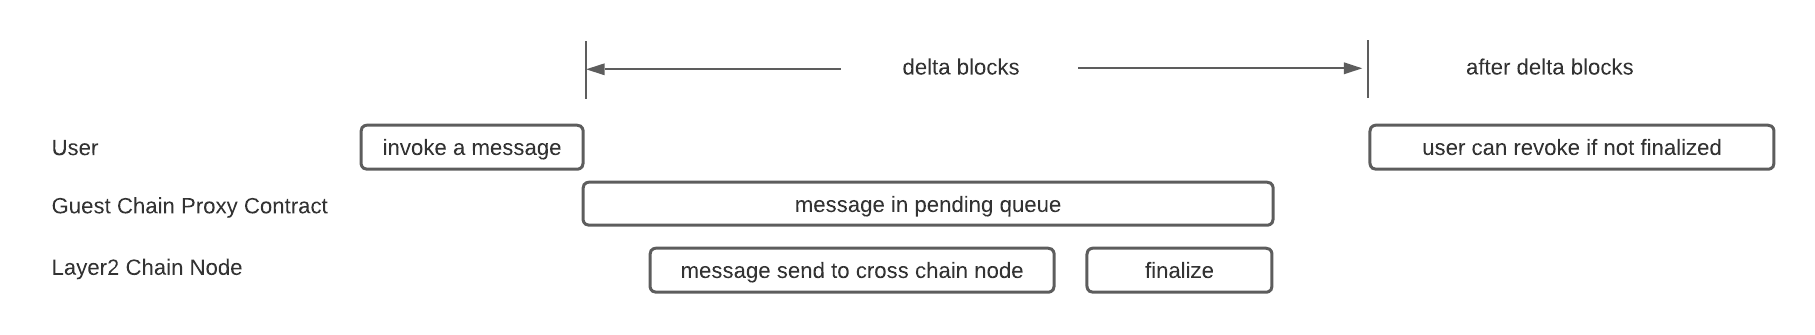 delta blocks
after delta blocks
User
invoke a message
user can revoke if not finalized
Guest Chain Proxy Contract
message in pending queue
Layer2 Chain Node
message send to cross chain node
finalize